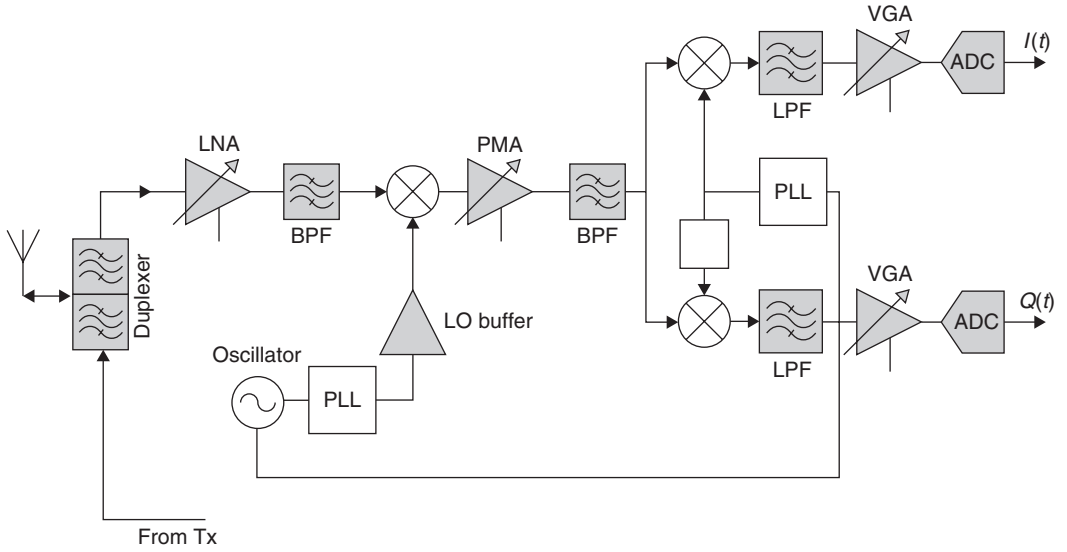 VGA
I(t)
ADC
LPF
LNA
PMA
BPF
BPF
PLL
Duplexer
LO buffer
VGA
Q(t)
ADC
LPF
Oscillator
PLL
From Tx